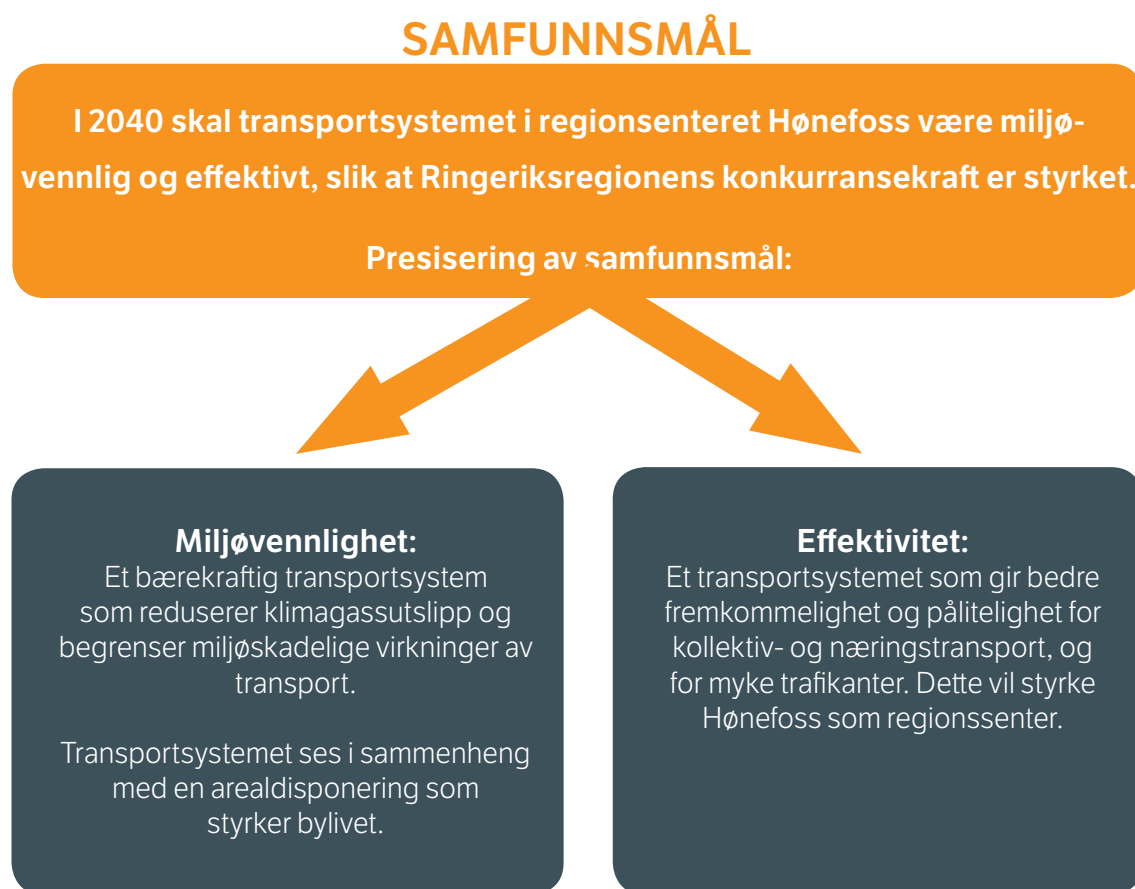 SAMFUNNSMÅL
I 2040 skal transportsystemet i regionsenteret Hønefoss være miljø-
vennlig og effektivt, slik at Ringeriksregionens konkurransekraft er styrket.
Presisering av samfunnsmål:
Miljøvennlighet:
Et bærekraftig transportsystem
som reduserer klimagassutslipp og
begrenser miljøskadelige virkninger av
transport.
Transportsystemet ses i sammenheng
med en arealdisponering som
styrker bylivet.
Effektivitet:
Et transportsystemet som gir bedre
fremkommelighet og pålitelighet for
kollektiv- og næringstransport, og
for myke trafikanter. Dette vil styrke
Hønefoss som regionssenter.